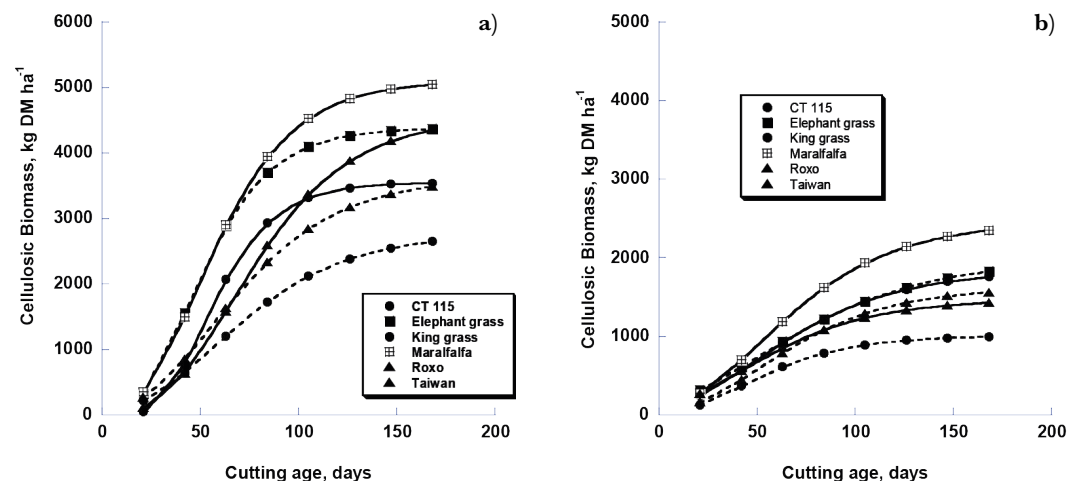 a)
6000
5000
4000
3000
2000
1000
0
Cellulosic Biomass, kg DM ha-1
CT 115
Elephant grass
King grass
Maralfalfa
Roxo
Taiwan
0 50 100 150 200
Cutting age, days
b)
5000
4000
3000
2000
1000
0
Cellulosic Biomass, kg DM ha-1
CT 115
Elephant grass
King grass
Maralfalfa
Roxo
Taiwan
0 50 100 150 200
Cutting age, days